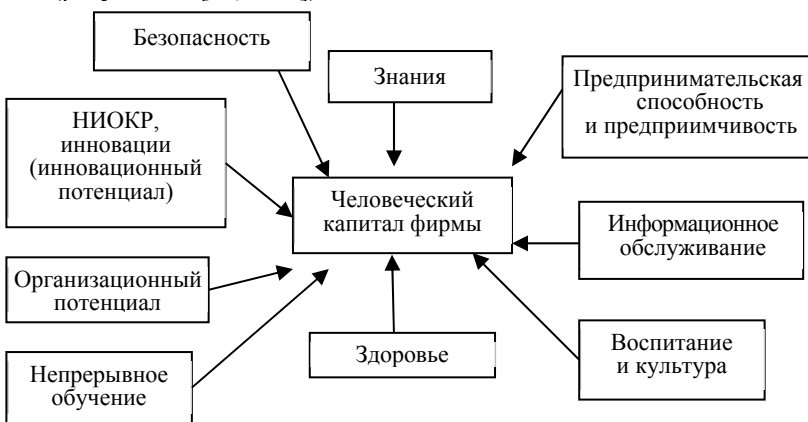 Безопасность
Знания
Предпринимательская
способность
и предприимчивость
НИОКР,
инновации
(инновационный
потенциал)
Человеческий
капитал фирмы
Информационное
обслуживание
Организационный
потенциал
Здоровье
Воспитание
и культура
Непрерывное
обучение